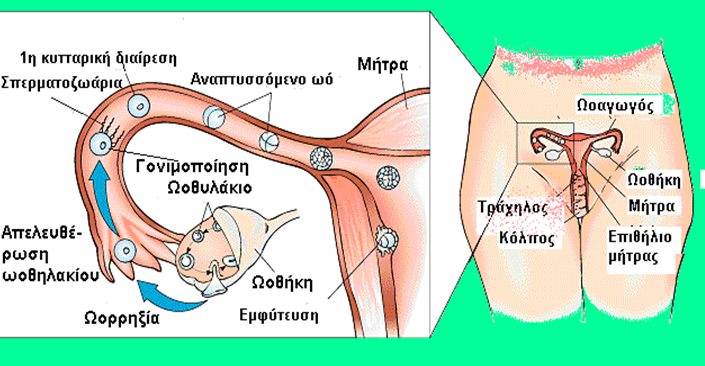 1η κυτταρική διαίρεση
Σπερματοζωάρια
Αναπτυσσόμενο ωό
Μήτρα
Γονιμοποίηση
Ωοθυλάκιο
Απελευθέ-
ρωση
ωοθηλακίου
Ωοθήκη
Ωορρηξία
Εμφύτευση
Ωοαγωγός
Ωοθήκη
Τράχηλος
Μήτρα
Κόλπος
Επιθήλιο
μήτρας